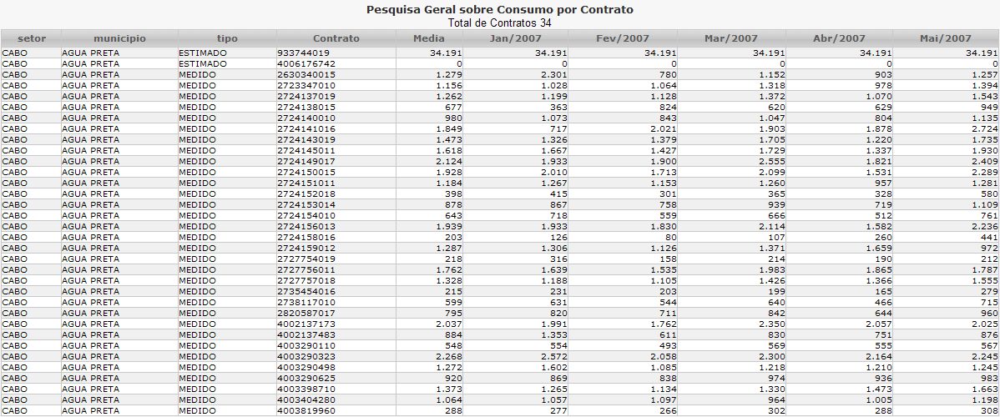 Pesquisa Geral sobre Consumo por Contrato
Total de Contratos 34
setor municipio tipo Contrato Media Jan/2007 Fev/2007 Mar/2007 Abr/2007 Mai/2007
CABO AGUA PRETA ESTIMADO 933744019 34.191 34.191 34.191 34.191 34.191 34.191
CABO AGUA PRETA ESTIMADO 4006176742 0 0 0 0 0 0
CABO AGUA PRETA MEDIDO 2630340015 1.279 2.301 780 1.152 903 1.257
CABO AGUA PRETA MEDIDO 2723347010 1.156 1.028 1.064 1.318 978 1.394
CABO AGUA PRETA MEDIDO 2724137019 1.262 1.199 1.128 1.372 1.070 1.543
CABO AGUA PRETA MEDIDO 2724138015 677 363 824 620 629 949
CABO AGUA PRETA MEDIDO 2724140010 980 1.073 843 1.047 804 1.135
CABO AGUA PRETA MEDIDO 2724141016 1.849 717 2.021 1.903 1.878 2.724
CABO AGUA PRETA MEDIDO 2724143019 1.473 1.326 1.379 1.705 1.220 1.735
CABO AGUA PRETA MEDIDO 2724145011 1.618 1.667 1.427 1.729 1.337 1.930
CABO AGUA PRETA MEDIDO 2724149017 2.124 1.933 1.900 2.555 1.821 2.409
CABO AGUA PRETA MEDIDO 2724150015 1.928 2.010 1.713 2.099 1.531 2.289
CABO AGUA PRETA MEDIDO 2724151011 1.184 1.267 1.153 1.260 957 1.281
CABO AGUA PRETA MEDIDO 2724152018 398 415 301 365 328 580
CABO AGUA PRETA MEDIDO 2724153014 878 867 758 939 719 1.109
CABO AGUA PRETA MEDIDO 2724154010 643 718 559 666 512 761
CABO AGUA PRETA MEDIDO 2724156013 1.939 1.933 1.830 2.114 1.582 2.236
CABO AGUA PRETA MEDIDO 2724158016 203 126 80 107 260 441
CABO AGUA PRETA MEDIDO 2724159012 1.287 1.306 1.126 1.371 1.659 972
CABO AGUA PRETA MEDIDO 2727754019 218 316 158 214 190 212
CABO AGUA PRETA MEDIDO 2727756011 1.762 1.639 1.535 1.983 1.865 1.787
CABO AGUA PRETA MEDIDO 2727757018 1.328 1.188 1.105 1.426 1.366 1.555
CABO AGUA PRETA MEDIDO 2735454016 215 231 203 199 165 279
CABO AGUA PRETA MEDIDO 2738117010 599 631 544 640 466 715
CABO AGUA PRETA MEDIDO 2820587017 795 820 711 842 644 960
CABO AGUA PRETA MEDIDO 4002137173 2.037 1.991 1.762 2.350 2.057 2.025
CABO AGUA PRETA MEDIDO 4002137483 884 1.353 611 830 751 876
CABO AGUA PRETA MEDIDO 4003290110 548 554 493 569 555 567
CABO AGUA PRETA MEDIDO 4003290323 2.268 2.572 2.058 2.300 2.164 2.245
CABO AGUA PRETA MEDIDO 4003290498 1.272 1.602 1.085 1.218 1.210 1.245
CABO AGUA PRETA MEDIDO 4003290625 920 869 838 974 936 983
CABO AGUA PRETA MEDIDO 4003398710 1.373 1.265 1.134 1.330 1.473 1.663
CABO AGUA PRETA MEDIDO 4003404280 1.064 1.057 1.097 964 1.005 1.198
CABO AGUA PRETA MEDIDO 4003819960 288 277 266 302 288 308